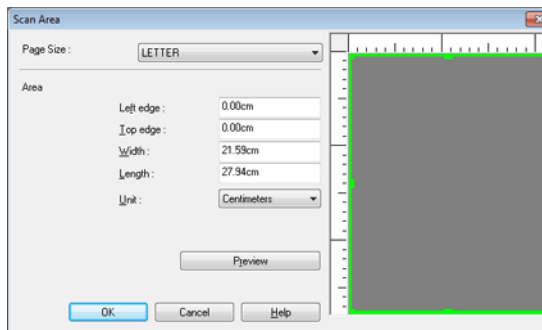 Scan Area
Page Size : LETTER
Area
Left edge : 0.00cm
Top edge : 0.00cm
Width : 21.59cm
Length : 27.94cm
Unit : Centimeters
Preview
OK Cancel Help